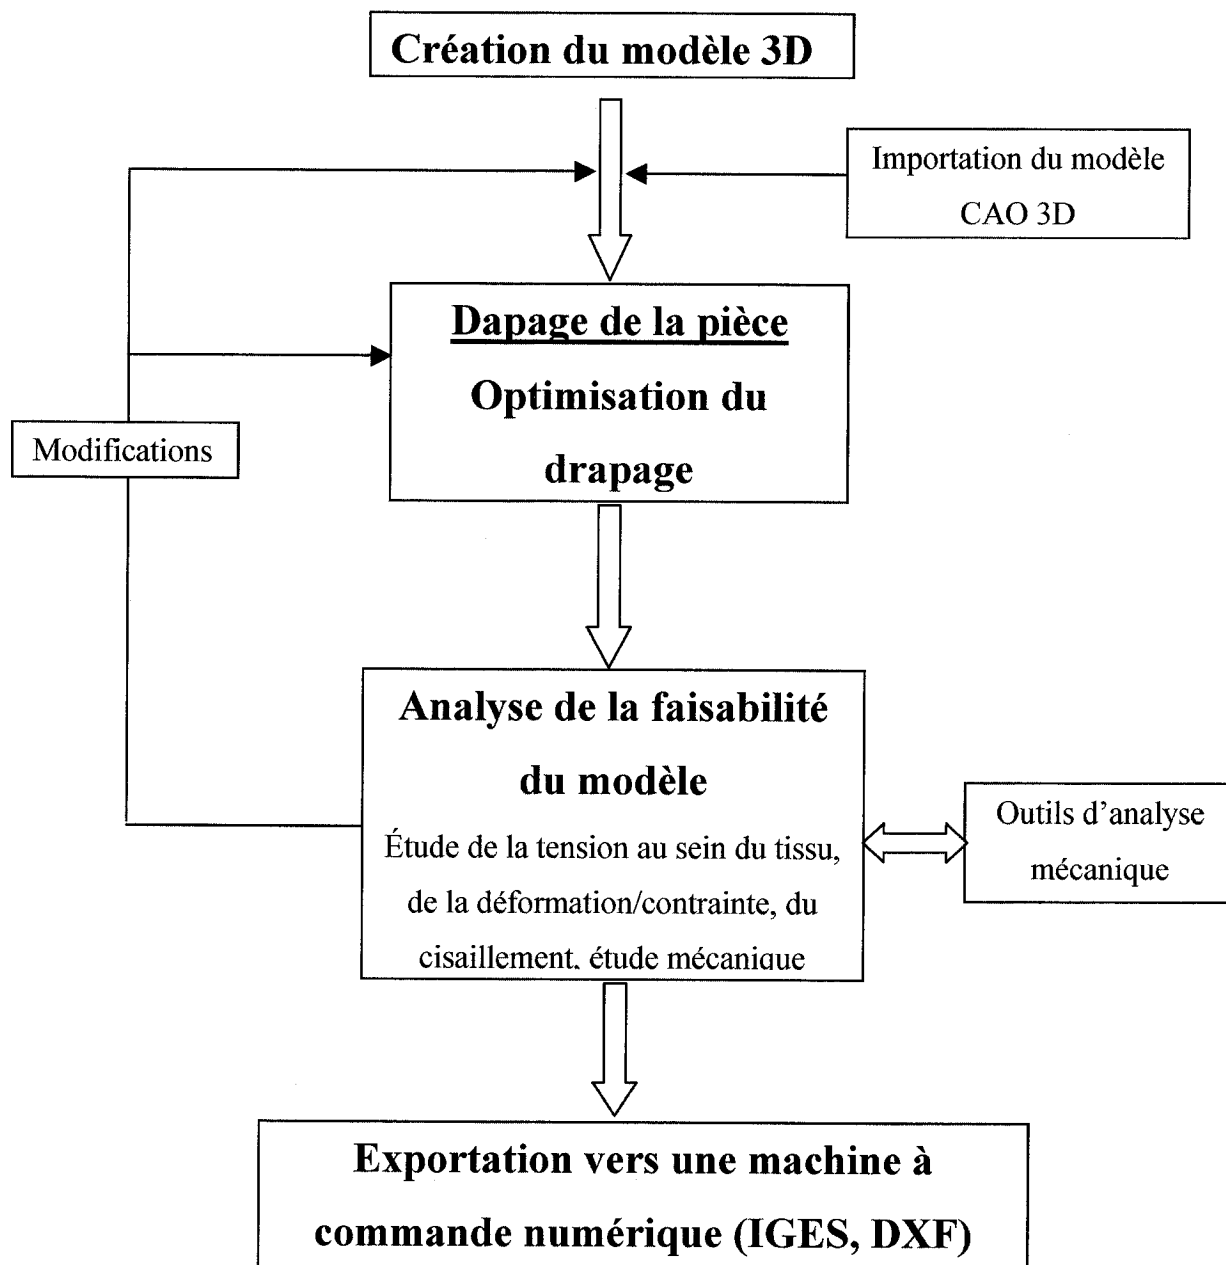 Création du modèle 3D
Importation du modèle
CAO 3D
Dapage de la pièce
Optimisation du
drapage
Modifications
Analyse de la faisabilité
du modèle
Étude de la tension au sein du tissu,
de la déformation/contrainte, du
cisaillement, étude mécanique
Outils d'analyse
mécanique
Exportation vers une machine à
commande numérique (IGES, DXF)